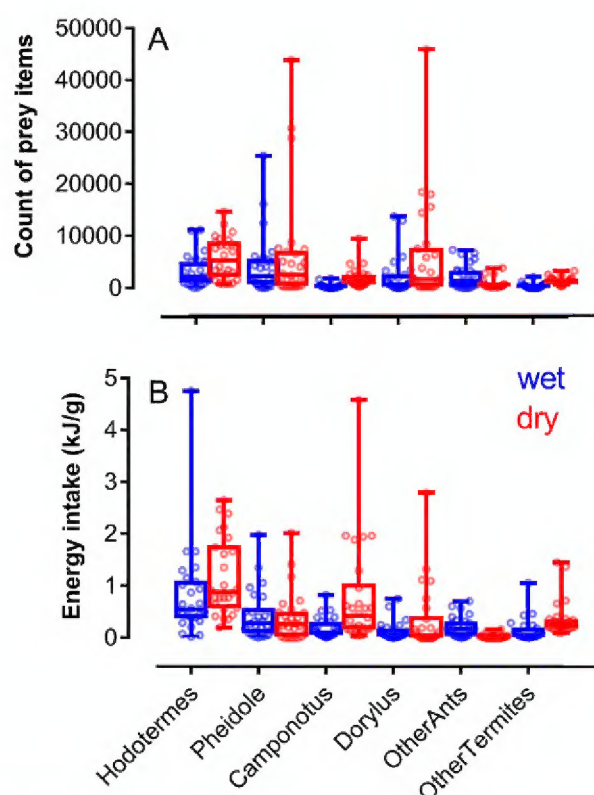 A
Count of prey items
50000
40000
30000
20000
10000
0
B
Energy intake (kJ/g)
5
4
3
2
1
0
wet
dry
Hodotermes
Pheidole
Camponotus
Dorylus
OtherAnts
OtherTermites